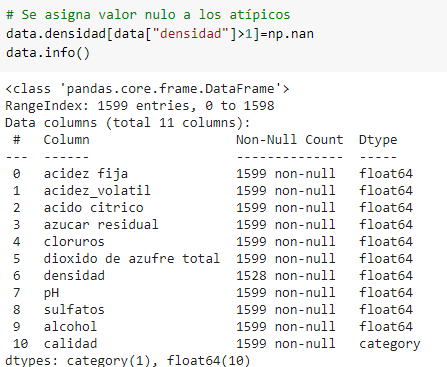 # Se asigna valor nulo a los atípicos
data.densidad[data["densidad"]>1]=np.nan
data.info()
<class 'pandas.core.frame.DataFrame'>
RangeIndex: 1599 entries, 0 to 1598
Data columns (total 11 columns):
 #   Column                   Non-Null Count  Dtype
---  ------                   --------------  -----
 0   acidez fija              1599 non-null   float64
 1   acidez_volatil           1599 non-null   float64
 2   acido citrico            1599 non-null   float64
 3   azucar residual          1599 non-null   float64
 4   cloruros                 1599 non-null   float64
 5   dioxido de azufre total  1599 non-null   float64
 6   densidad                 1528 non-null   float64
 7   pH                       1599 non-null   float64
 8   sulfatos                 1599 non-null   float64
 9   alcohol                  1599 non-null   float64
 10  calidad                  1599 non-null   category
dtypes: category(1), float64(10)